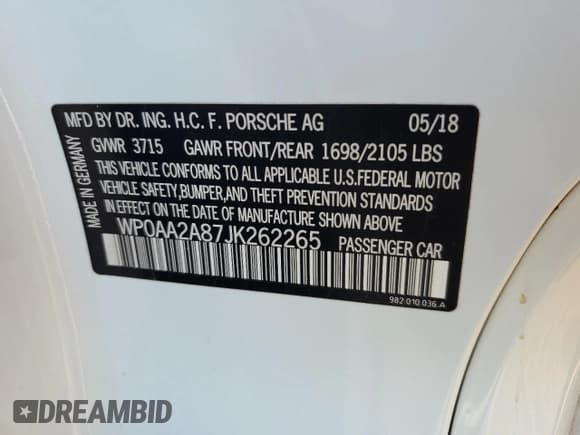 MFD BY DR. ING. H.C. F. PORSCHE AG 05/18
GVWR 3715 GAWR FRONT/REAR 1698/2105 LBS
THIS VEHICLE CONFORMS TO ALL APPLICABLE U.S.FEDERAL MOTOR
VEHICLE SAFETY,BUMPER,AND THEFT PREVENTION STANDARDS
IN EFFECT ON THE DATE OF MANUFACTURE SHOWN ABOVE
WP0AA2A87JK262265 PASSENGER CAR
MADE IN GERMANY
982.010.036.A
DREAMBID